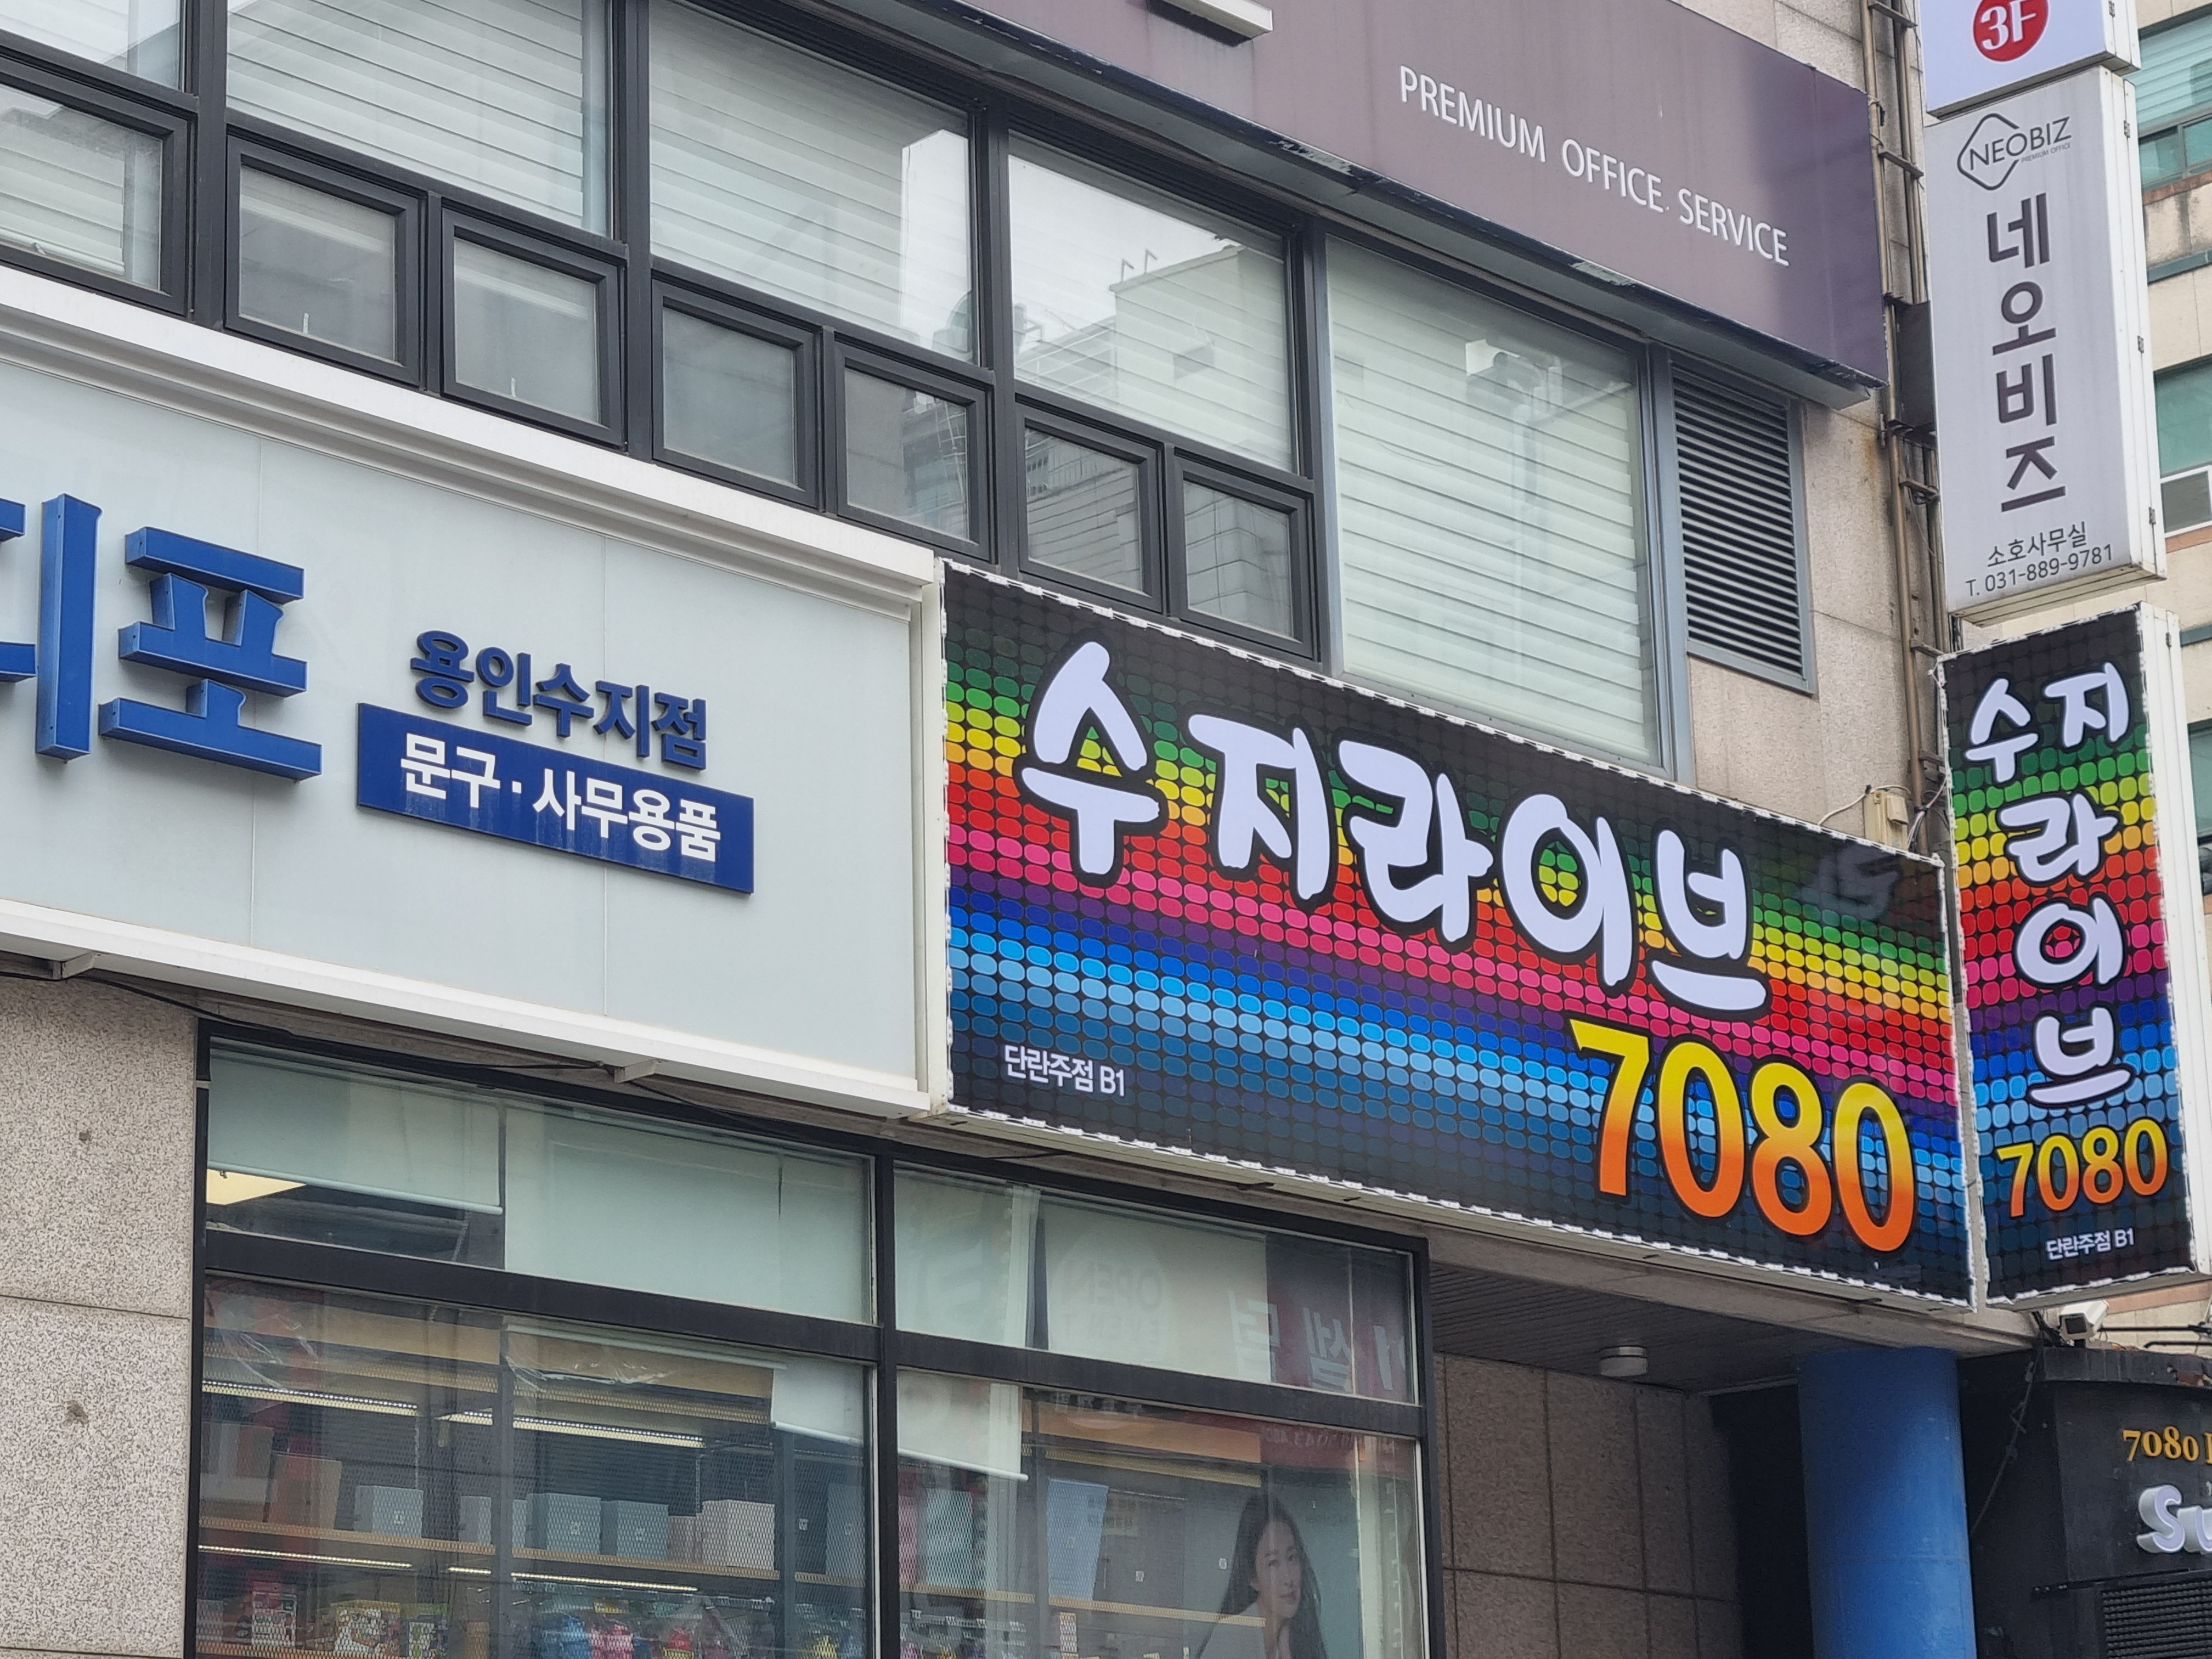 3F
PREMIUM OFFICE SERVICE
NEOBIZ
PREMIUM OFFICE
네오비즈
소호사무실
T. 031-889-9781
디포
용인수지점
문구·사무용품
수지라이브
7080
단란주점 B1
수지
라
이
브
7080
단란주점 B1
7080
Su